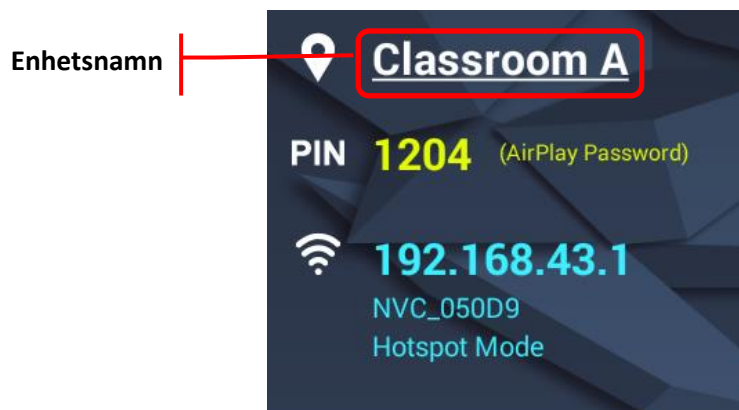 Enhetsnamn
Classroom A
PIN 1204 (AirPlay Password)
192.168.43.1
NVC_050D9
Hotspot Mode